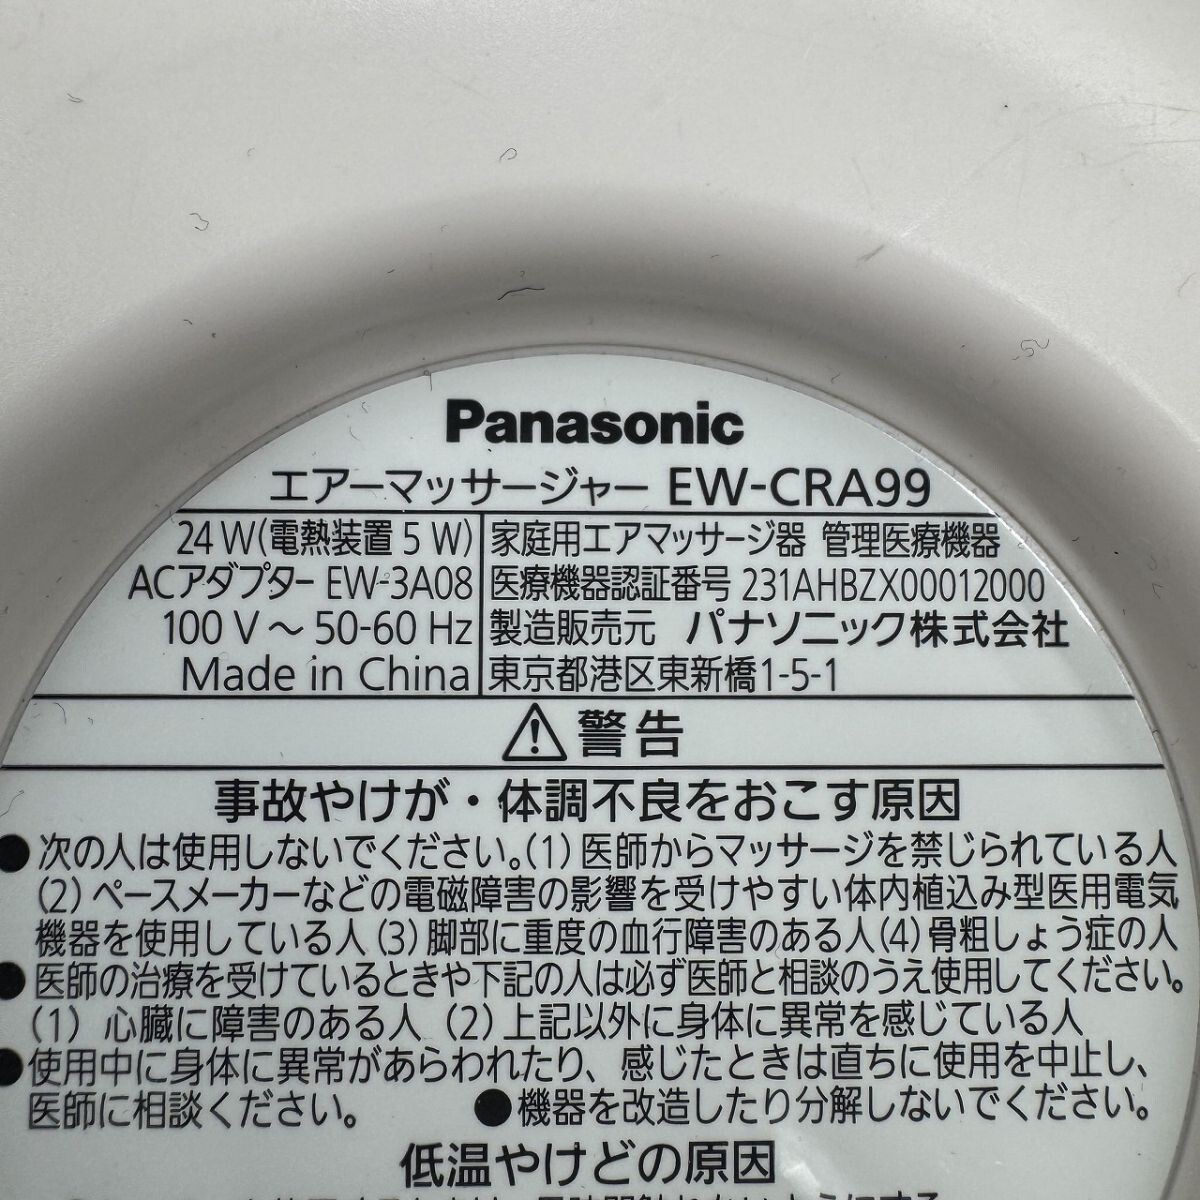 Panasonic
エアーマッサージャー EW-CRA99
24 W(電熱装置 5 W)
ACアダプター EW-3A08
100 V～ 50-60 Hz
Made in China
家庭用エアマッサージ器 管理医療機器
医療機器認証番号 231AHBZX00012000
製造販売元 パナソニック株式会社
東京都港区東新橋1-5-1
警告
事故やけが・体調不良をおこす原因
●次の人は使用しないでください。(1) 医師からマッサージを禁じられている人
(2) ペースメーカーなどの電磁障害の影響を受けやすい体内植込み型医用電気
機器を使用している人 (3) 脚部に重度の血行障害のある人 (4) 骨粗しょう症の人
●医師の治療を受けているときや下記の人は必ず医師と相談のうえ使用してください。
(1) 心臓に障害のある人 (2) 上記以外に身体に異常を感じている人
●使用中に身体に異常があらわれたり、感じたときは直ちに使用を中止し、
医師に相談ください。 ●機器を改造したり分解しないでください。
低温やけどの原因